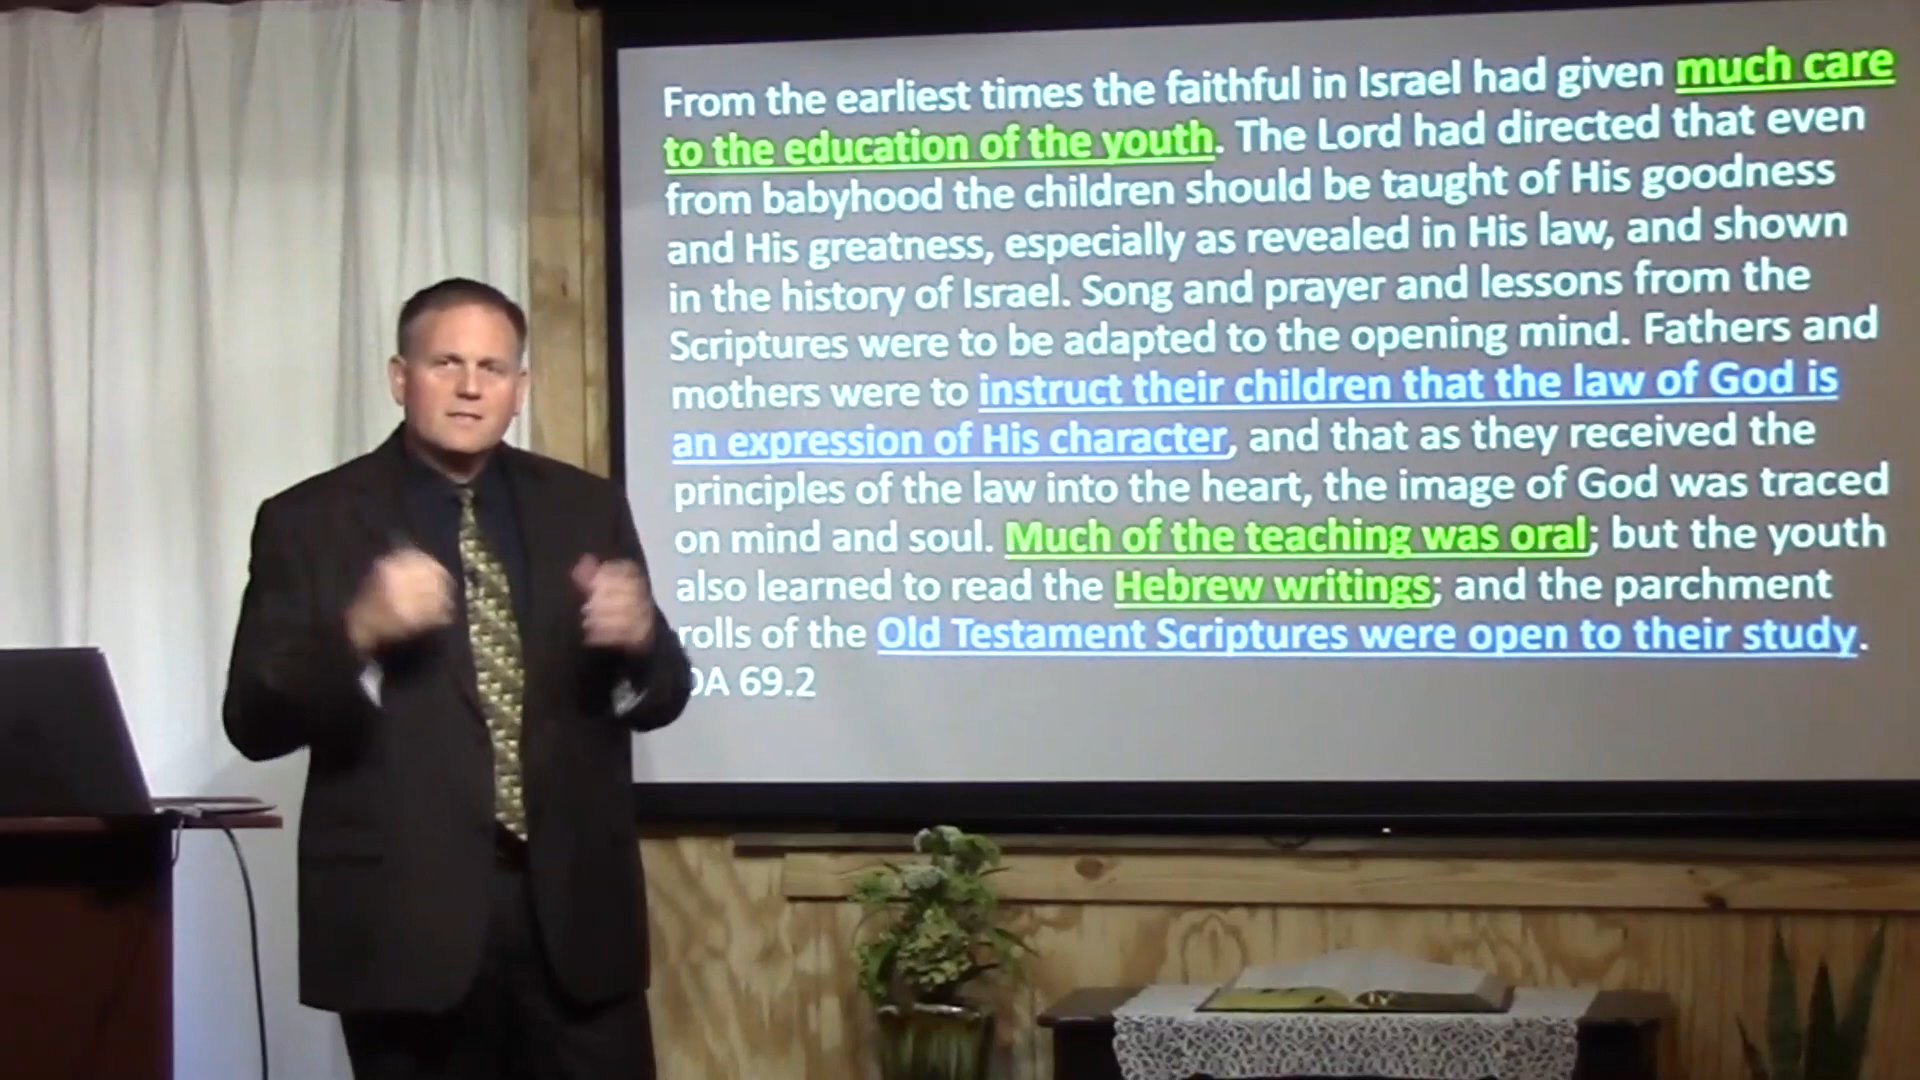 From the earliest times the faithful in Israel had given much care
to the education of the youth. The Lord had directed that even
from babyhood the children should be taught of His goodness
and His greatness, especially as revealed in His law, and shown
in the history of Israel. Song and prayer and lessons from the
Scriptures were to be adapted to the opening mind. Fathers and
mothers were to instruct their children that the law of God is
an expression of His character, and that as they received the
principles of the law into the heart, the image of God was traced
on mind and soul. Much of the teaching was oral; but the youth
also learned to read the Hebrew writings; and the parchment
rolls of the Old Testament Scriptures were open to their study.
DA 69.2